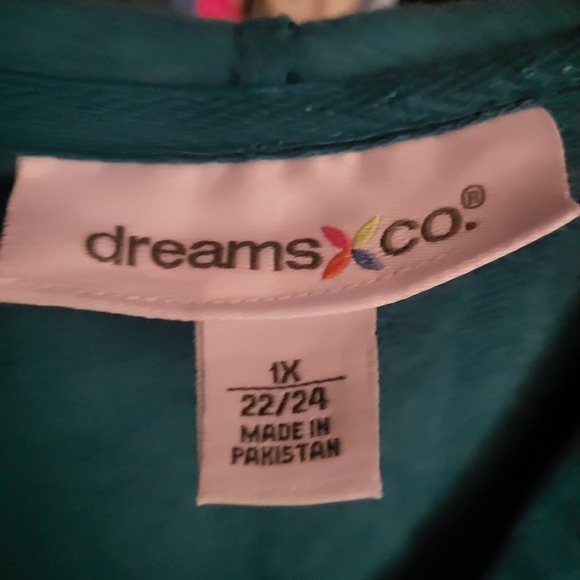 dreams co.®
1X
22/24
MADE IN
PAKISTAN